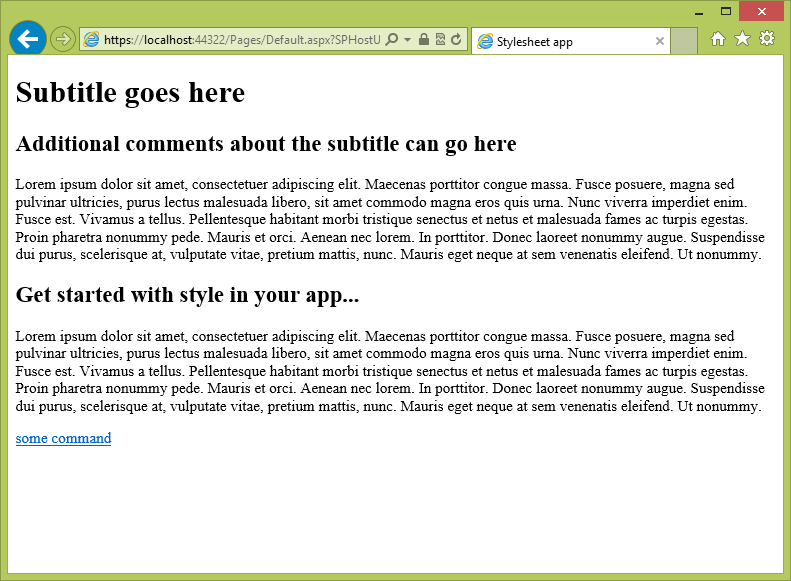 https://localhost:44322/Pages/Default.aspx?SPHostU
Stylesheet app
Subtitle goes here
Additional comments about the subtitle can go here
Lorem ipsum dolor sit amet, consectetuer adipiscing elit. Maecenas porttitor congue massa. Fusce posuere, magna sed
pulvinar ultricies, purus lectus malesuada libero, sit amet commodo magna eros quis urna. Nunc viverra imperdiet enim.
Fusce est. Vivamus a tellus. Pellentesque habitant morbi tristique senectus et netus et malesuada fames ac turpis egestas.
Proin pharetra nonummy pede. Mauris et orci. Aenean nec lorem. In porttitor. Donec laoreet nonummy augue. Suspendisse
dui purus, scelerisque at, vulputate vitae, pretium mattis, nunc. Mauris eget neque at sem venenatis eleifend. Ut nonummy.
Get started with style in your app...
Lorem ipsum dolor sit amet, consectetuer adipiscing elit. Maecenas porttitor congue massa. Fusce posuere, magna sed
pulvinar ultricies, purus lectus malesuada libero, sit amet commodo magna eros quis urna. Nunc viverra imperdiet enim.
Fusce est. Vivamus a tellus. Pellentesque habitant morbi tristique senectus et netus et malesuada fames ac turpis egestas.
Proin pharetra nonummy pede. Mauris et orci. Aenean nec lorem. In porttitor. Donec laoreet nonummy augue. Suspendisse
dui purus, scelerisque at, vulputate vitae, pretium mattis, nunc. Mauris eget neque at sem venenatis eleifend. Ut nonummy.
some command